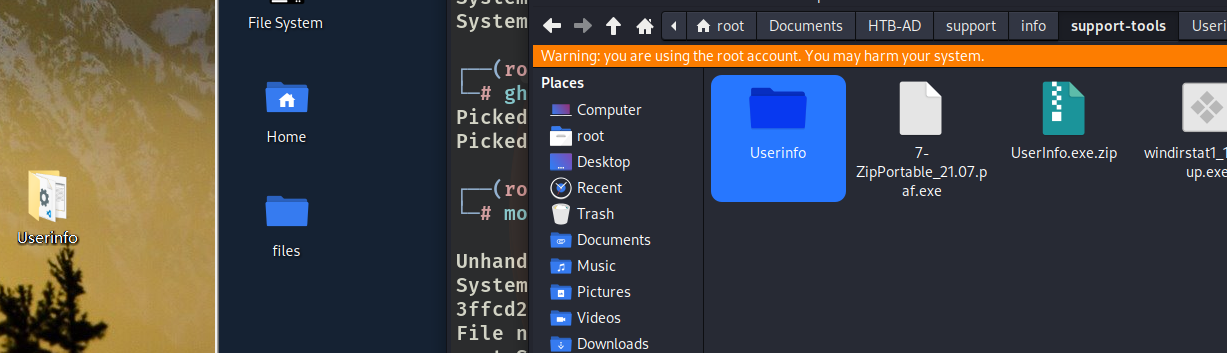 Userinfo
File System
Home
files
System
System
(ro
# gh
Picked
Picked
(ro
# mo
Unhand
System
3ffcd2
File n
root
Documents
HTB-AD
support
info
support-tools
Useri
Warning: you are using the root account. You may harm your system.
Places
Computer
root
Desktop
Recent
Trash
Documents
Music
Pictures
Videos
Downloads
Userinfo
7-
ZipPortable_21.07.p
af.exe
UserInfo.exe.zip
windirstat1_1
up.exe